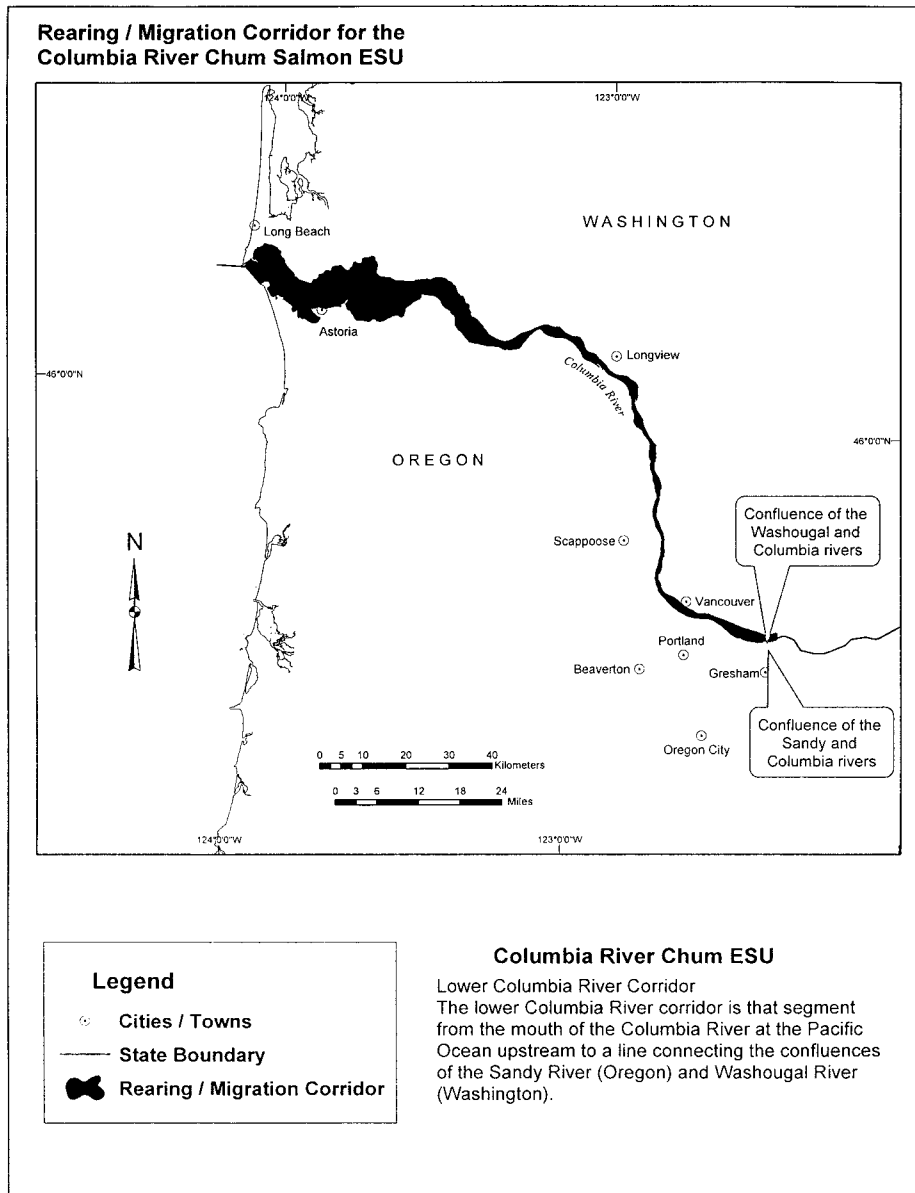 Rearing / Migration Corridor for the
Columbia River Chum Salmon ESU
124°0'0"W
123°0'0"W
WASHINGTON
Long Beach
Astoria
Longview
Columbia River
46°0'0"N
46°0'0"N
OREGON
Confluence of the
Washougal and
Columbia rivers
N
Scappoose
Vancouver
Portland
Beaverton
Gresham
Confluence of the
Sandy and
Columbia rivers
Oregon City
0 5 10 20 30 40
Kilometers
0 3 6 12 18 24
Miles
124°0'0"W
123°0'0"W
Legend
Cities / Towns
State Boundary
Rearing / Migration Corridor
Columbia River Chum ESU
Lower Columbia River Corridor
The lower Columbia River corridor is that segment
from the mouth of the Columbia River at the Pacific
Ocean upstream to a line connecting the confluences
of the Sandy River (Oregon) and Washougal River
(Washington).